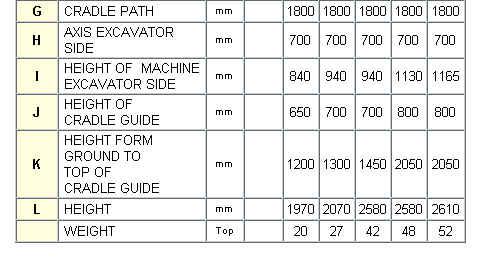 G CRADLE PATH mm 1800 1800 1800 1800 1800
H AXIS EXCAVATOR SIDE mm 700 700 700 700 700
I HEIGHT OF MACHINE EXCAVATOR SIDE mm 840 940 940 1130 1165
J HEIGHT OF CRADLE GUIDE mm 650 700 700 800 800
K HEIGHT FORM GROUND TO TOP OF CRADLE GUIDE mm 1200 1300 1450 2050 2050
L HEIGHT mm 1970 2070 2580 2580 2610
WEIGHT Top 20 27 42 48 52